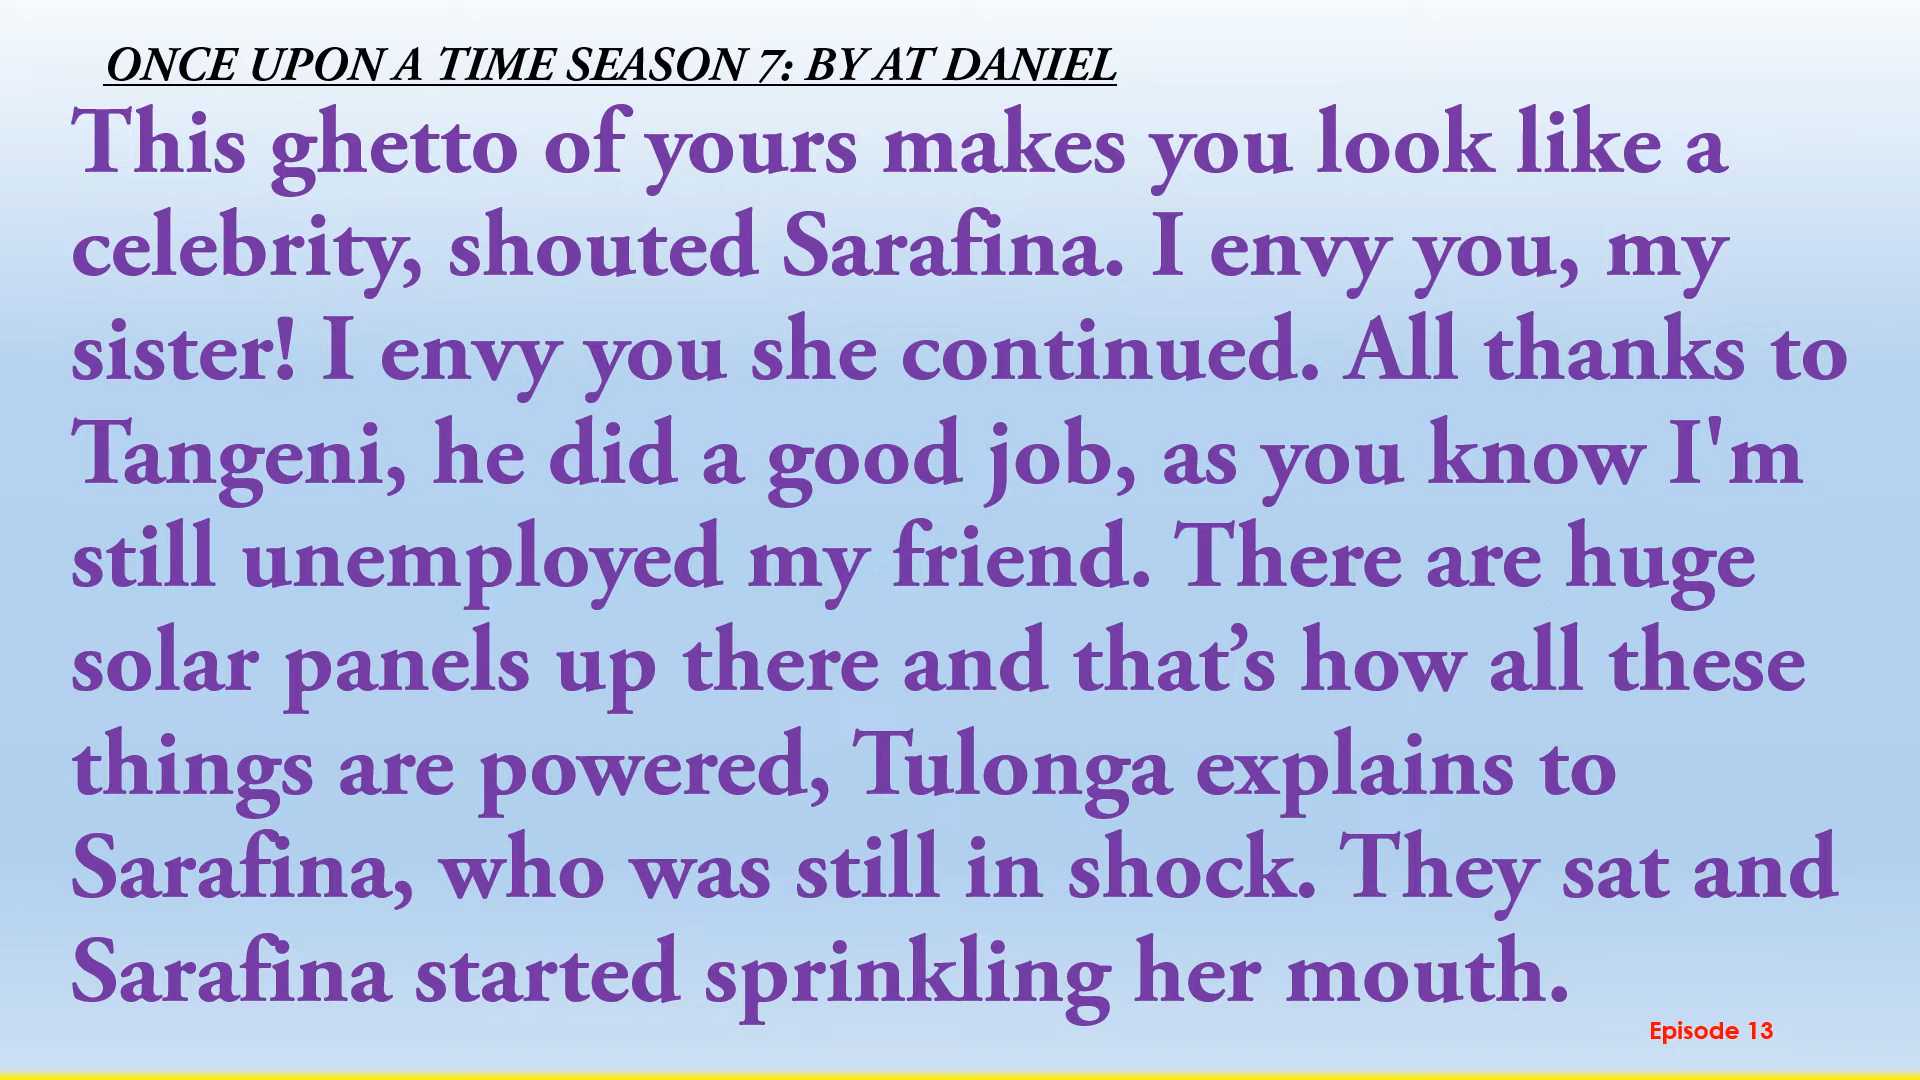 ONCE UPON A TIME SEASON 7: BY AT DANIEL
This ghetto of yours makes you look like a
celebrity, shouted Sarafina. I envy you, my
sister! I envy you she continued. All thanks to
Tangeni, he did a good job, as you know I'm
still unemployed my friend. There are huge
solar panels up there and that’s how all these
things are powered, Tulonga explains to
Sarafina, who was still in shock. They sat and
Sarafina started sprinkling her mouth.
Episode 13